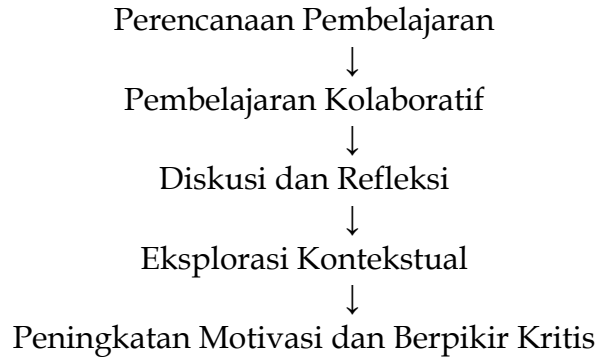 Perencanaan Pembelajaran
↓
Pembelajaran Kolaboratif
↓
Diskusi dan Refleksi
↓
Eksplorasi Kontekstual
↓
Peningkatan Motivasi dan Berpikir Kritis